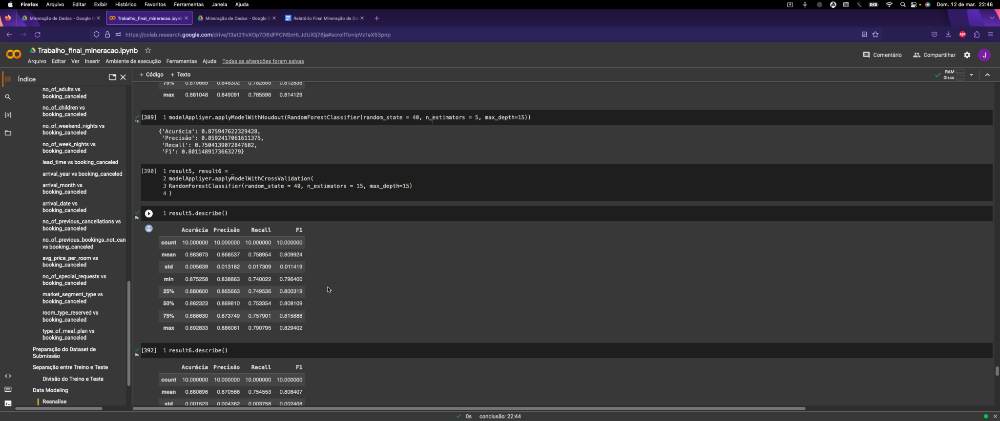 Firefox Arquivo Editar Exibir Histórico Favoritos Ferramentas Janela Ajuda Dom. 12 de mar. 22:46
Mineração de Dados - Google D Trabalho_final_mineracao.ipynb Mineração de Dados - Google D Relatório Final Mineração de Da
https://colab.research.google.com/drive/13at21IvXOp7D6dFFCNSnHLJdUiGj78ja#scrollTo=ipVz1aX53pnp ABP
CO Trabalho_final_mineracao.ipynb
Comentário Compartilhar J
Arquivo Editar Ver Inserir Ambiente de execução Ferramentas Ajuda Todas as alterações foram salvas
+ Código + Texto
RAM
Disco
Índice
no_of_adults vs
booking_canceled
no_of_children vs
booking_canceled
no_of_weekend_nights vs
booking_canceled
no_of_week_nights vs
booking_canceled
lead_time vs booking_canceled
arrival_year vs booking_canceled
arrival_month vs
booking_canceled
arrival_date vs
booking_canceled
no_of_previous_cancellations vs
booking_canceled
no_of_previous_bookings_not_can
vs booking_canceled
avg_price_per_room vs
booking_canceled
no_of_special_requests vs
booking_canceled
market_segment_type vs
booking_canceled
room_type_reserved vs
booking_canceled
type_of_meal_plan vs
booking_canceled
Preparação do Dataset de
Submissão
Separação entre Treino e Teste
Divisão do Treino e Teste
Data Modeling
Reanalise
75% 0.879669 0.846302 0.782595 0.812838
max 0.881048 0.849091 0.785596 0.814129
1s [389] 1 modelAppliyer.applyModelWithHoudout(RandomForestClassifier(random_state = 40, n_estimators = 5, max_depth=15))
{'Acurácia': 0.875947622329428,
'Precisão': 0.8592417061611375,
'Recall': 0.7504139072847682,
'F1': 0.8011489173663279}
[390] 1 result5, result6 =
2 modelAppliyer.applyModelWithCrossValidation(
3 RandomForestClassifier(random_state = 40, n_estimators = 15, max_depth=15)
4 )
0s 1 result5.describe()
Acurácia Precisão Recall F1
count 10.000000 10.000000 10.000000 10.000000
mean 0.883873 0.868537 0.758954 0.809924
std 0.005639 0.013182 0.017309 0.011419
min 0.875258 0.838863 0.740022 0.796400
25% 0.880600 0.865663 0.749536 0.800319
50% 0.882323 0.869810 0.753354 0.808109
75% 0.886630 0.873749 0.757901 0.815888
max 0.892833 0.886061 0.790795 0.829402
0s [392] 1 result6.describe()
Acurácia Precisão Recall F1
count 10.000000 10.000000 10.000000 10.000000
mean 0.880896 0.870566 0.754553 0.808407
std 0.001523 0.004362 0.003758 0.002408
0s conclusão: 22:44